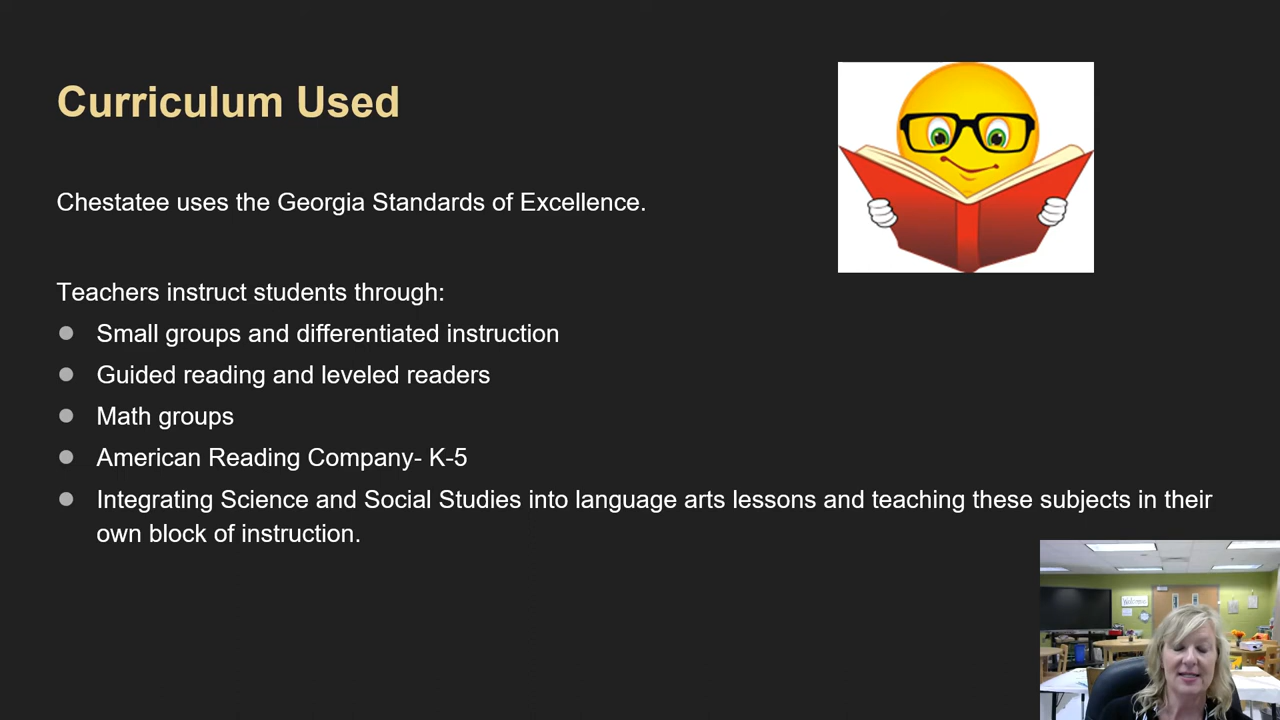 Curriculum Used
Chestatee uses the Georgia Standards of Excellence.
Teachers instruct students through:
● Small groups and differentiated instruction
● Guided reading and leveled readers
● Math groups
● American Reading Company- K-5
● Integrating Science and Social Studies into language arts lessons and teaching these subjects in their
own block of instruction.
Welcome